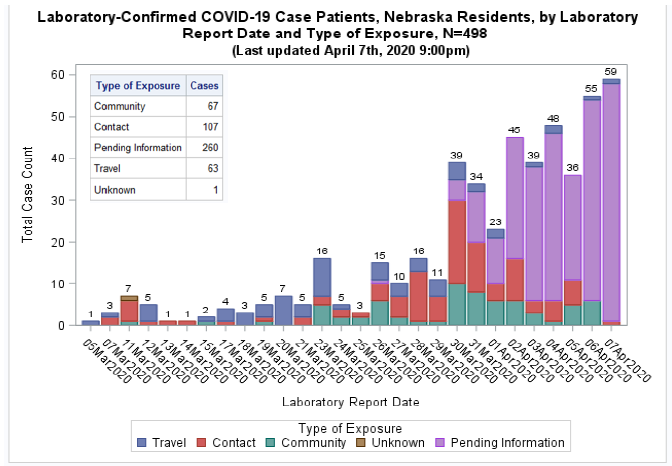 Laboratory-Confirmed COVID-19 Case Patients, Nebraska Residents, by Laboratory
Report Date and Type of Exposure, N=498
(Last updated April 7th, 2020 9:00pm)
Type of Exposure Cases
Community 67
Contact 107
Pending Information 260
Travel 63
Unknown 1
Total Case Count
60
50
40
30
20
10
0
1 3 7 5 1 1 2 4 3 5 7 5 16 5 3 15 10 16 11 39 34 23 45 39 48 36 55 59
05Mar2020
07Mar2020
11Mar2020
12Mar2020
13Mar2020
14Mar2020
15Mar2020
17Mar2020
18Mar2020
19Mar2020
20Mar2020
21Mar2020
23Mar2020
24Mar2020
25Mar2020
26Mar2020
27Mar2020
28Mar2020
29Mar2020
30Mar2020
31Mar2020
01Apr2020
02Apr2020
03Apr2020
04Apr2020
05Apr2020
06Apr2020
07Apr2020
Laboratory Report Date
Type of Exposure
Travel Contact Community Unknown Pending Information